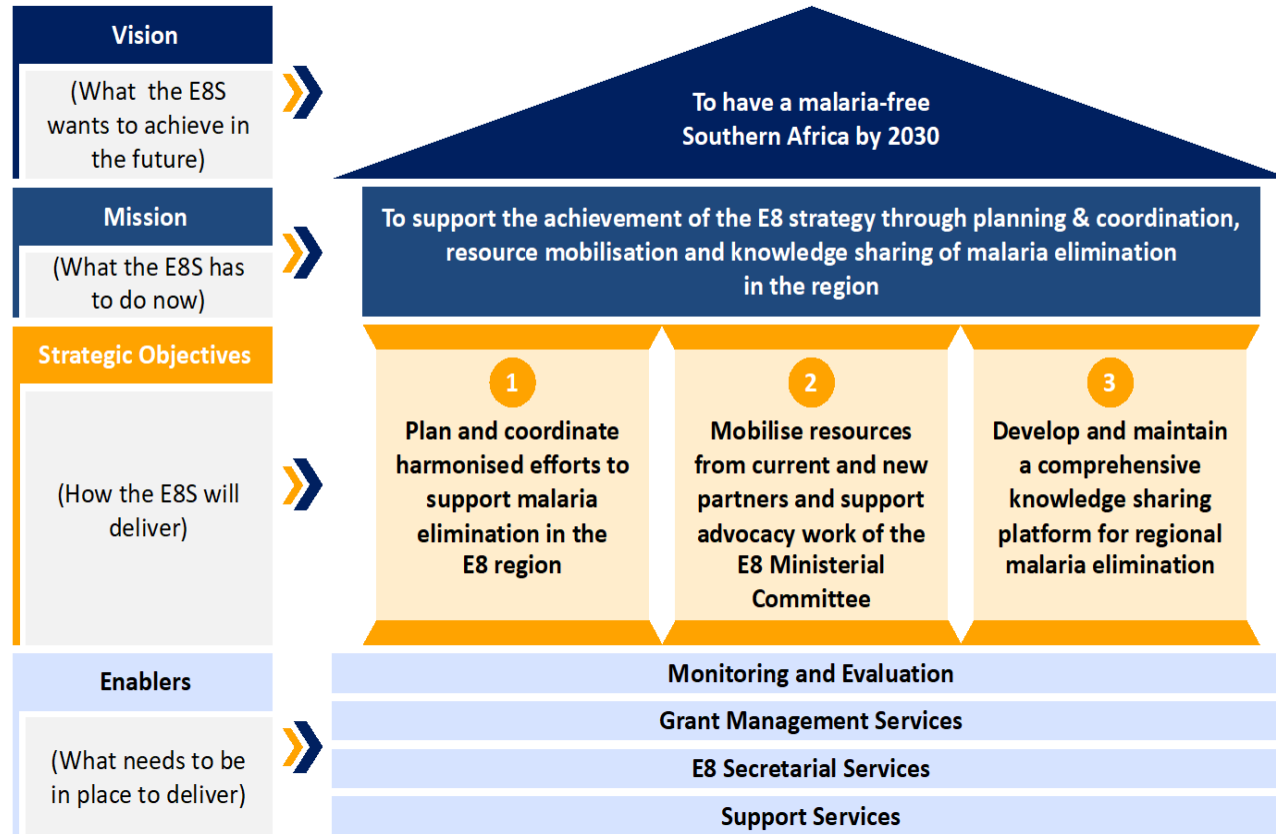 Vision
(What the E8S
wants to achieve in
the future)
To have a malaria-free
Southern Africa by 2030
Mission
(What the E8S has
to do now)
To support the achievement of the E8 strategy through planning & coordination,
resource mobilisation and knowledge sharing of malaria elimination
in the region
Strategic Objectives
(How the E8S will
deliver)
1
Plan and coordinate
harmonised efforts to
support malaria
elimination in the
E8 region
2
Mobilise resources
from current and new
partners and support
advocacy work of the
E8 Ministerial
Committee
3
Develop and maintain
a comprehensive
knowledge sharing
platform for regional
malaria elimination
Enablers
(What needs to be
in place to deliver)
Monitoring and Evaluation
Grant Management Services
E8 Secretarial Services
Support Services